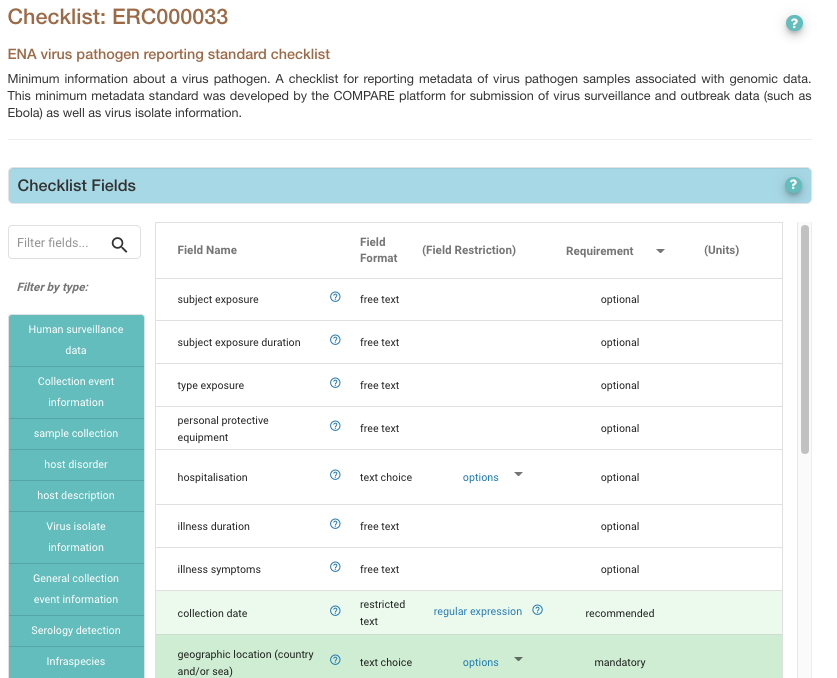 Checklist: ERC000033
?
ENA virus pathogen reporting standard checklist
Minimum information about a virus pathogen. A checklist for reporting metadata of virus pathogen samples associated with genomic data.
This minimum metadata standard was developed by the COMPARE platform for submission of virus surveillance and outbreak data (such as
Ebola) as well as virus isolate information.
Checklist Fields
?
Filter fields...
Filter by type:
Human surveillance
data
Collection event
information
sample collection
host disorder
host description
Virus isolate
information
General collection
event information
Serology detection
Infraspecies
Field Name
Field
Format
(Field Restriction)
Requirement
(Units)
subject exposure ? free text optional
subject exposure duration ? free text optional
type exposure ? free text optional
personal protective
equipment
? free text optional
hospitalisation ? text choice options optional
illness duration ? free text optional
illness symptoms ? free text optional
collection date ?
restricted
text
regular expression ? recommended
geographic location (country
and/or sea)
? text choice options mandatory